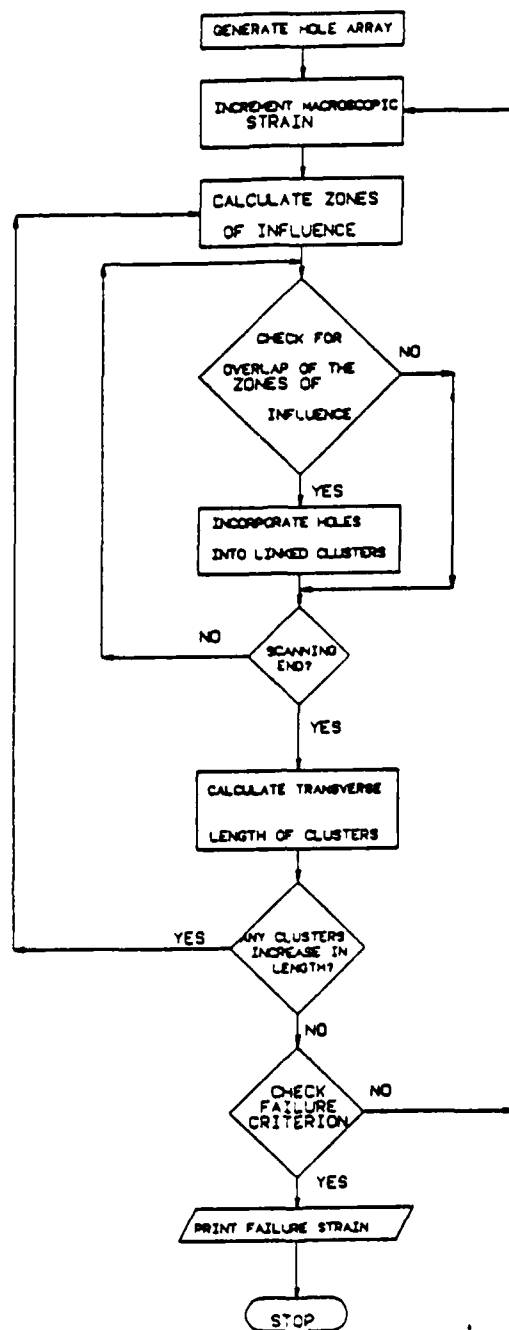 GENERATE HOLE ARRAY
INCREMENT MACROSCOPIC
STRAIN
CALCULATE ZONES
OF INFLUENCE
CHECK FOR
OVERLAP OF THE
ZONES OF
INFLUENCE
NO
YES
INCORPORATE HOLES
INTO LINKED CLUSTERS
NO
SCANNING
END?
YES
CALCULATE TRANSVERSE
LENGTH OF CLUSTERS
YES
ANY CLUSTERS
INCREASE IN
LENGTH?
NO
CHECK
FAILURE
CRITERION
NO
YES
PRINT FAILURE STRAIN
STOP